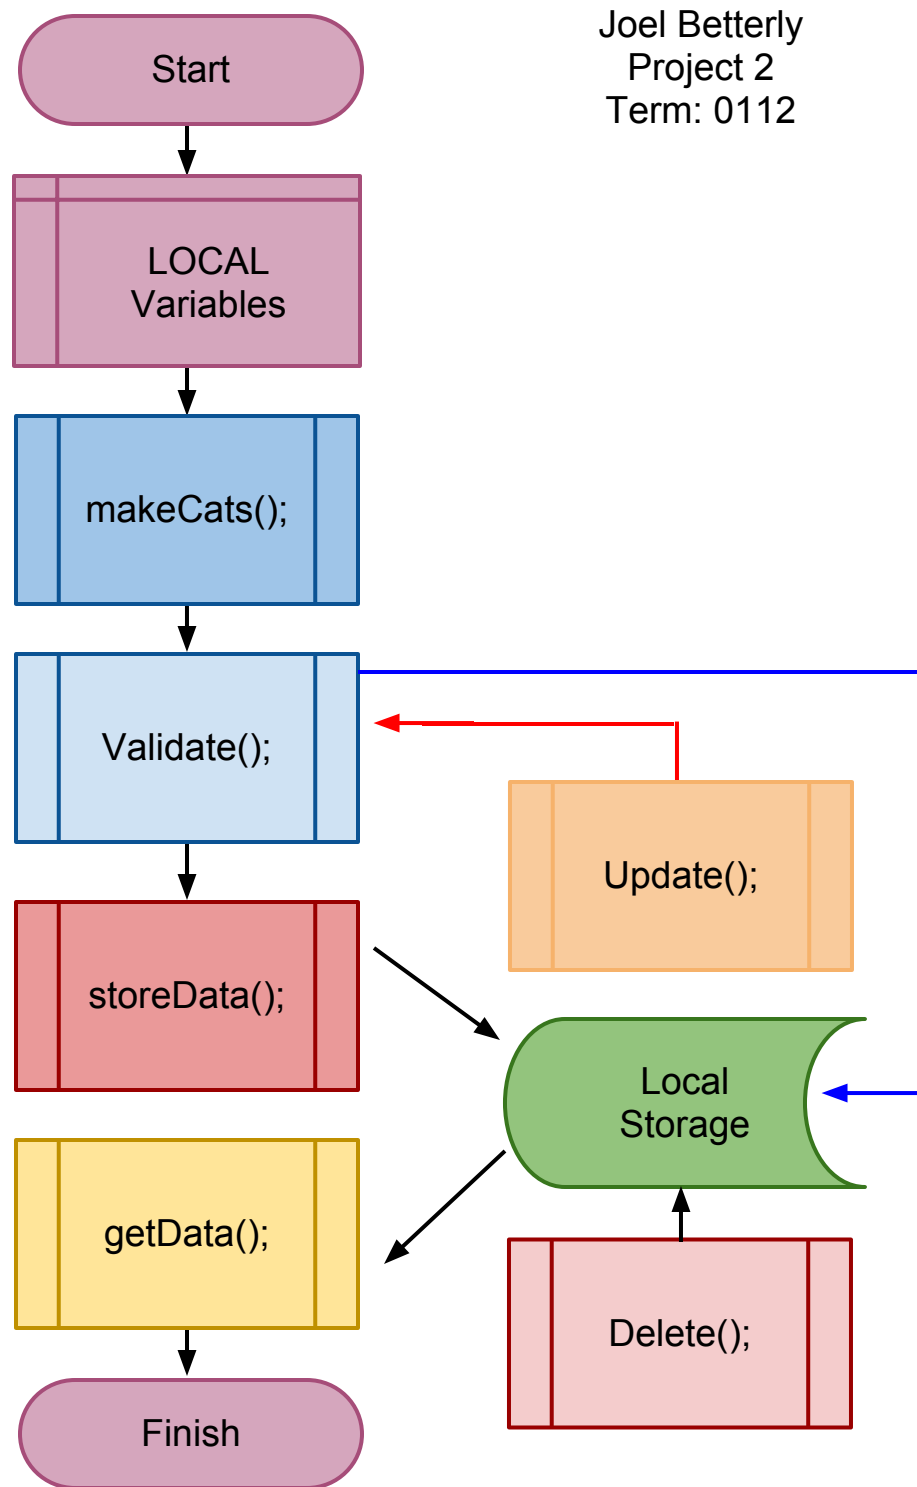 Joel Betterly
Project 2
Term: 0112
Start
LOCAL
Variables
makeCats();
Validate();
Update();
storeData();
Local
Storage
getData();
Delete();
Finish